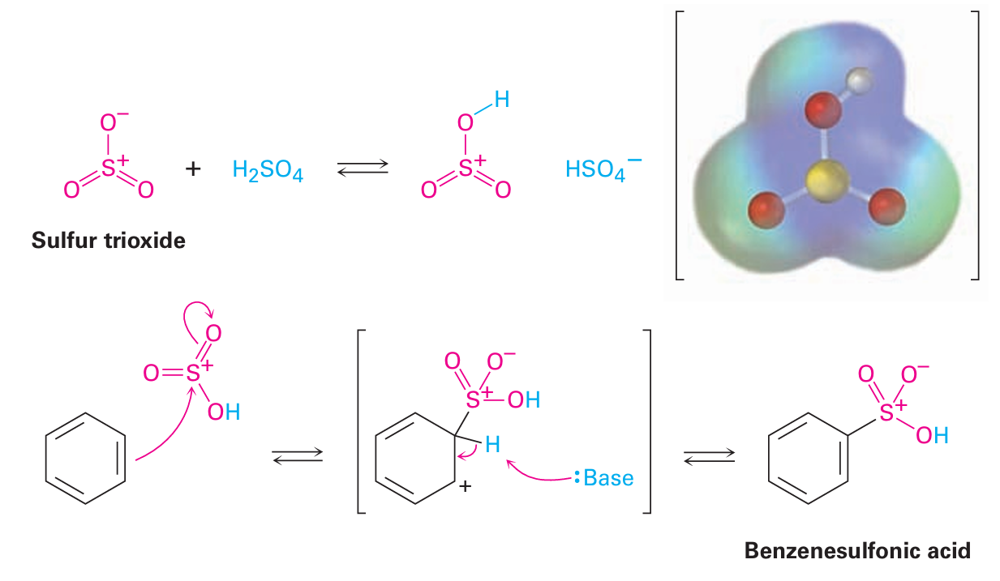 O⁻ H
O
S⁺ + H₂SO₄ ⇌ S⁺ HSO₄⁻
O O O O
Sulfur trioxide
O
O=S⁺ O O⁻ O O⁻
OH S⁺ OH S⁺
H OH
+ :Base
Benzenesulfonic acid